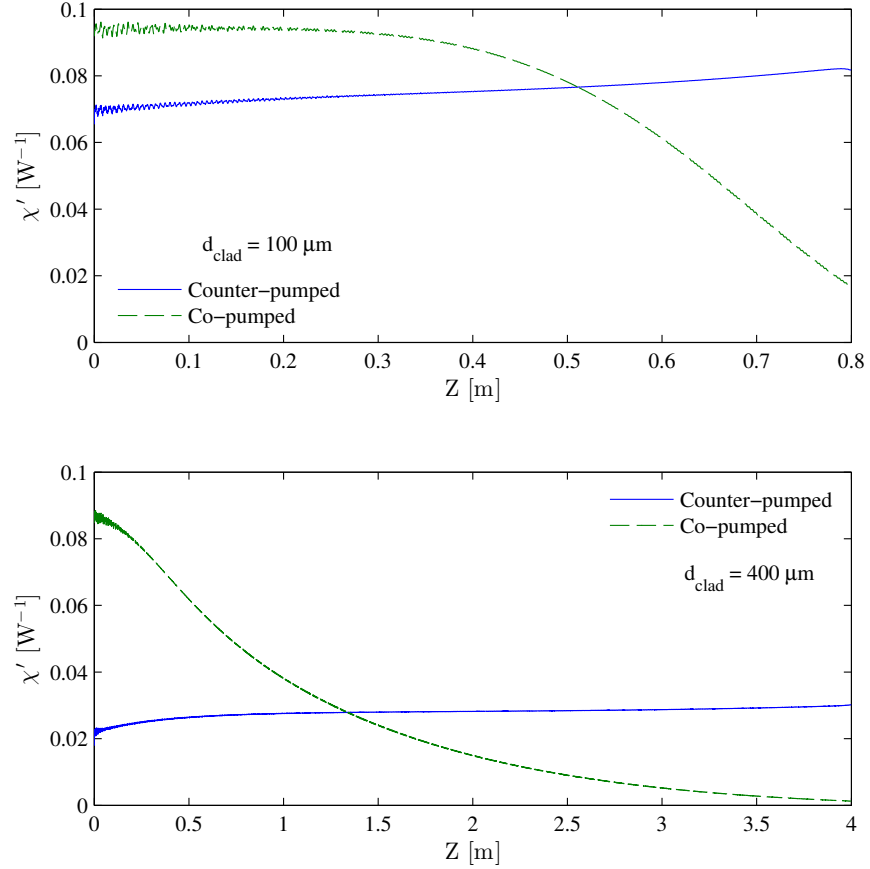 0.1
0.08
0.06
0.04
0.02
0
χ′ [W⁻¹]
d_clad = 100 μm
Counter−pumped
Co−pumped
0 0.1 0.2 0.3 0.4 0.5 0.6 0.7 0.8
Z [m]
0.1
0.08
0.06
0.04
0.02
0
χ′ [W⁻¹]
Counter−pumped
Co−pumped
d_clad = 400 μm
0 0.5 1 1.5 2 2.5 3 3.5 4
Z [m]